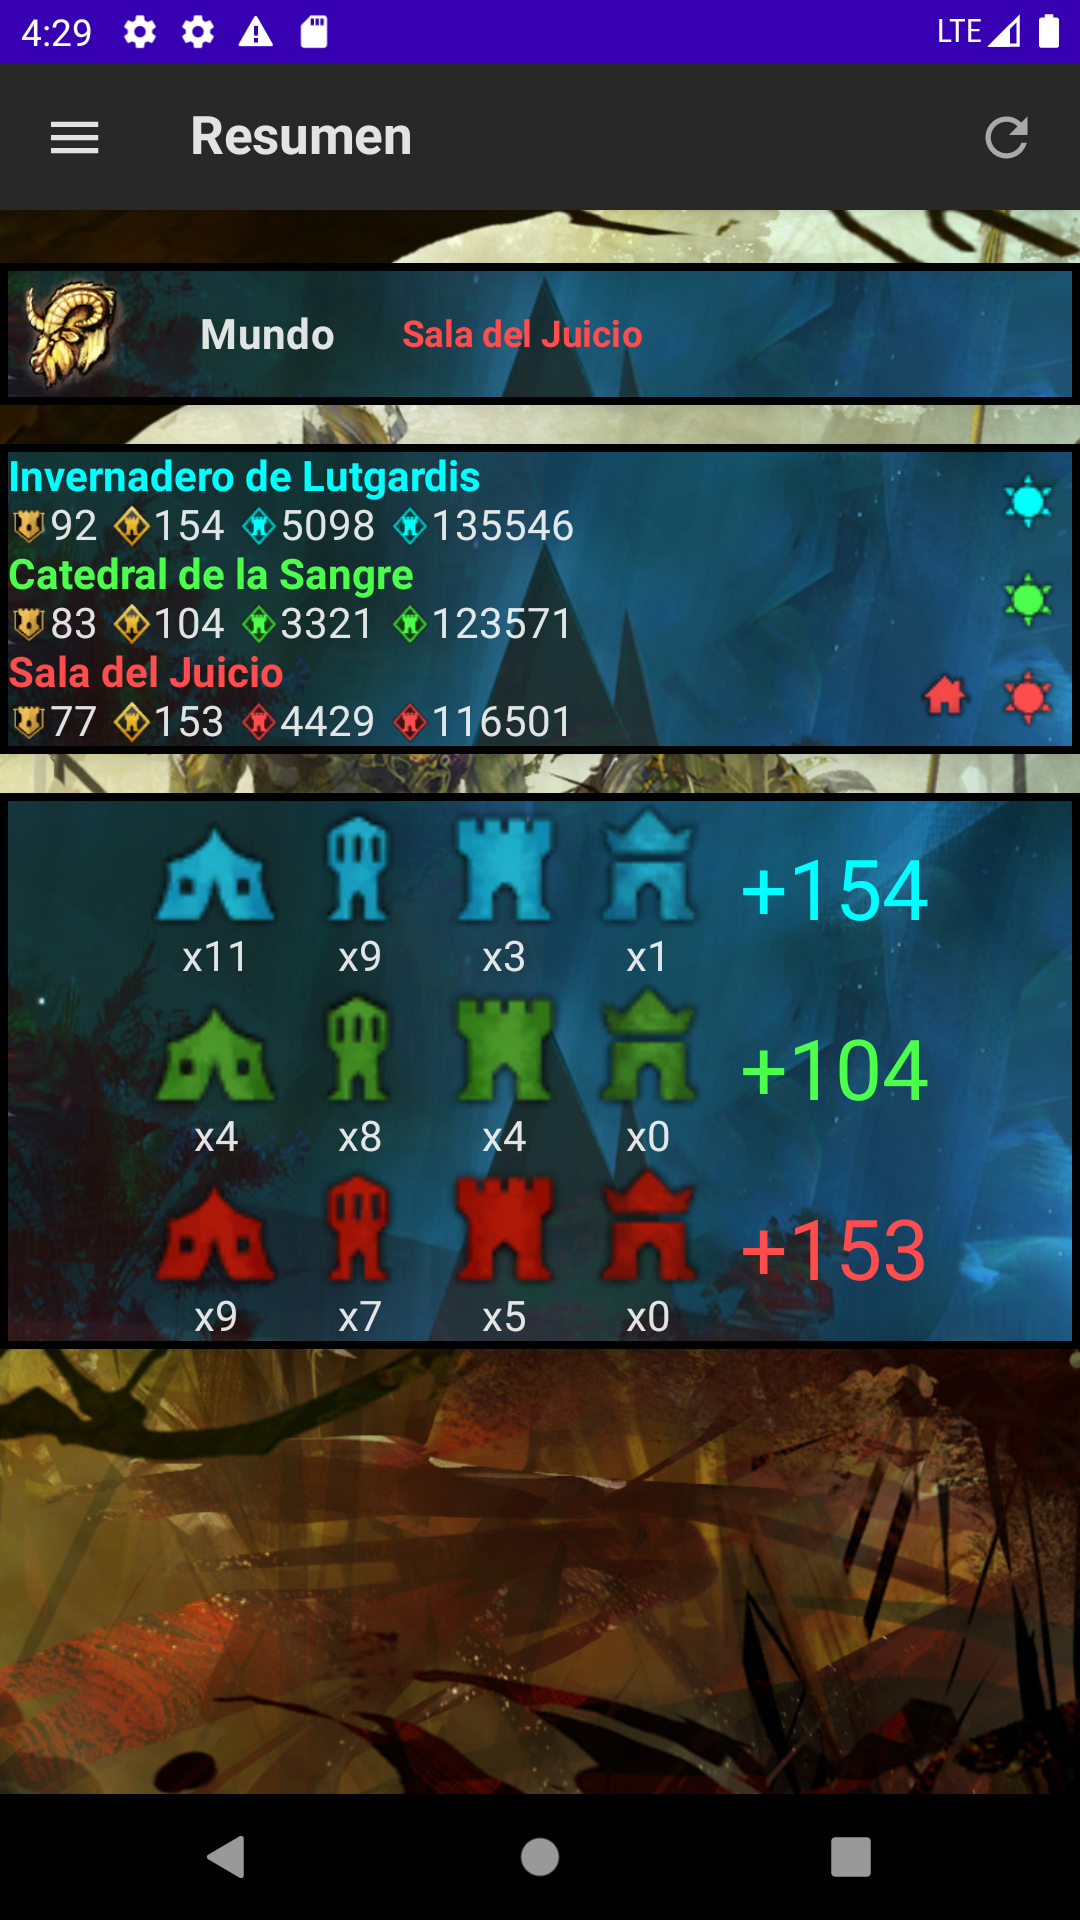 4:29 LTE
Resumen
Mundo Sala del Juicio
Invernadero de Lutgardis
92 154 5098 135546
Catedral de la Sangre
83 104 3321 123571
Sala del Juicio
77 153 4429 116501
+154
x11 x9 x3 x1
+104
x4 x8 x4 x0
+153
x9 x7 x5 x0